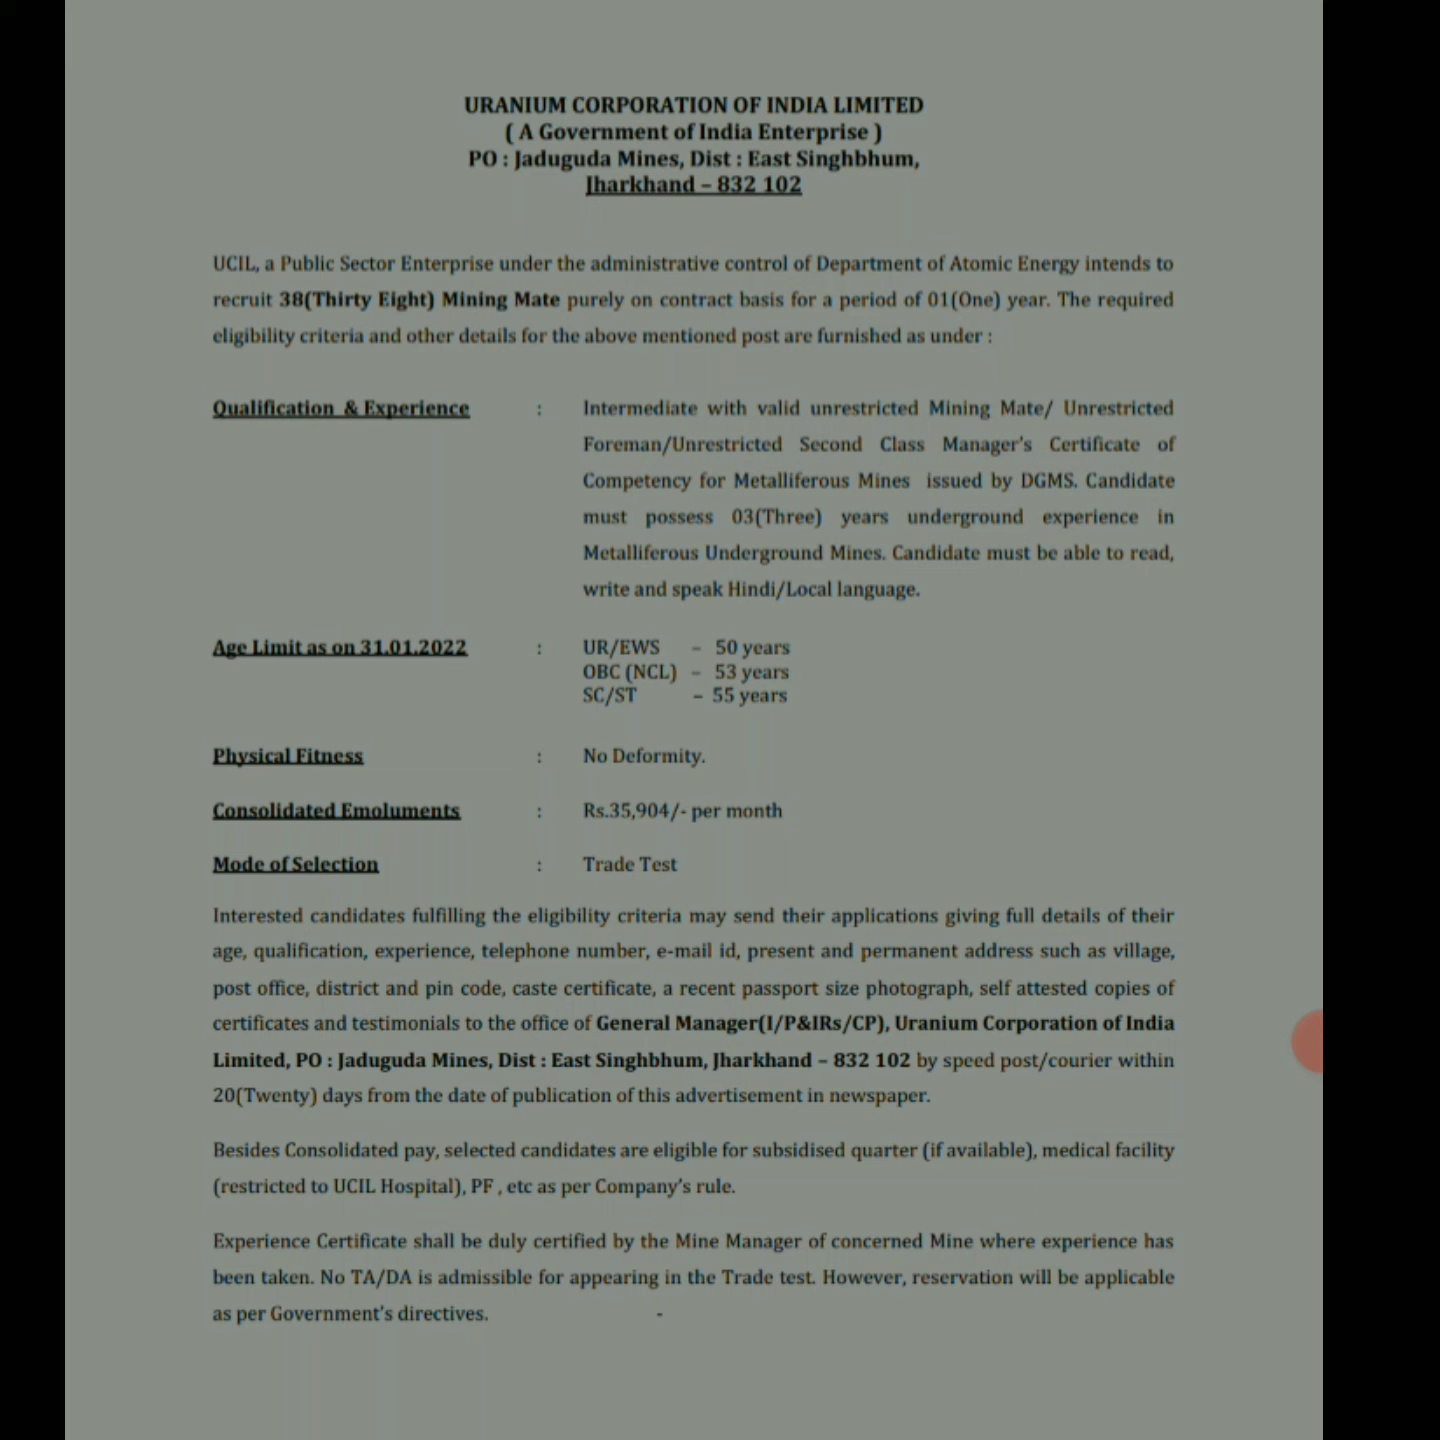 URANIUM CORPORATION OF INDIA LIMITED
( A Government of India Enterprise )
PO : Jaduguda Mines, Dist : East Singhbhum,
Jharkhand – 832 102
UCIL, a Public Sector Enterprise under the administrative control of Department of Atomic Energy intends to
recruit 38(Thirty Eight) Mining Mate purely on contract basis for a period of 01(One) year. The required
eligibility criteria and other details for the above mentioned post are furnished as under :
Qualification & Experience : Intermediate with valid unrestricted Mining Mate/ Unrestricted
Foreman/Unrestricted Second Class Manager's Certificate of
Competency for Metalliferous Mines issued by DGMS. Candidate
must possess 03(Three) years underground experience in
Metalliferous Underground Mines. Candidate must be able to read,
write and speak Hindi/Local language.
Age Limit as on 31.01.2022 : UR/EWS – 50 years
OBC (NCL) – 53 years
SC/ST – 55 years
Physical Fitness : No Deformity.
Consolidated Emoluments : Rs.35,904/- per month
Mode of Selection : Trade Test
Interested candidates fulfilling the eligibility criteria may send their applications giving full details of their
age, qualification, experience, telephone number, e-mail id, present and permanent address such as village,
post office, district and pin code, caste certificate, a recent passport size photograph, self attested copies of
certificates and testimonials to the office of General Manager(I/P&IRs/CP), Uranium Corporation of India
Limited, PO : Jaduguda Mines, Dist : East Singhbhum, Jharkhand – 832 102 by speed post/courier within
20(Twenty) days from the date of publication of this advertisement in newspaper.
Besides Consolidated pay, selected candidates are eligible for subsidised quarter (if available), medical facility
(restricted to UCIL Hospital), PF , etc as per Company's rule.
Experience Certificate shall be duly certified by the Mine Manager of concerned Mine where experience has
been taken. No TA/DA is admissible for appearing in the Trade test. However, reservation will be applicable
as per Government's directives. -